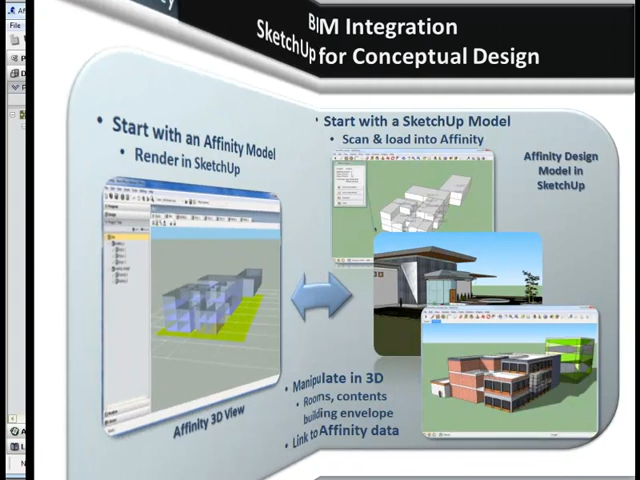 BIM Integration
SketchUp for Conceptual Design
• Start with an Affinity Model
• Render in SketchUp
• Start with a SketchUp Model
• Scan & load into Affinity
Affinity Design
Model in
SketchUp
• Manipulate in 3D
• Rooms, contents
building envelope
• Link to Affinity data
Affinity 3D View
File